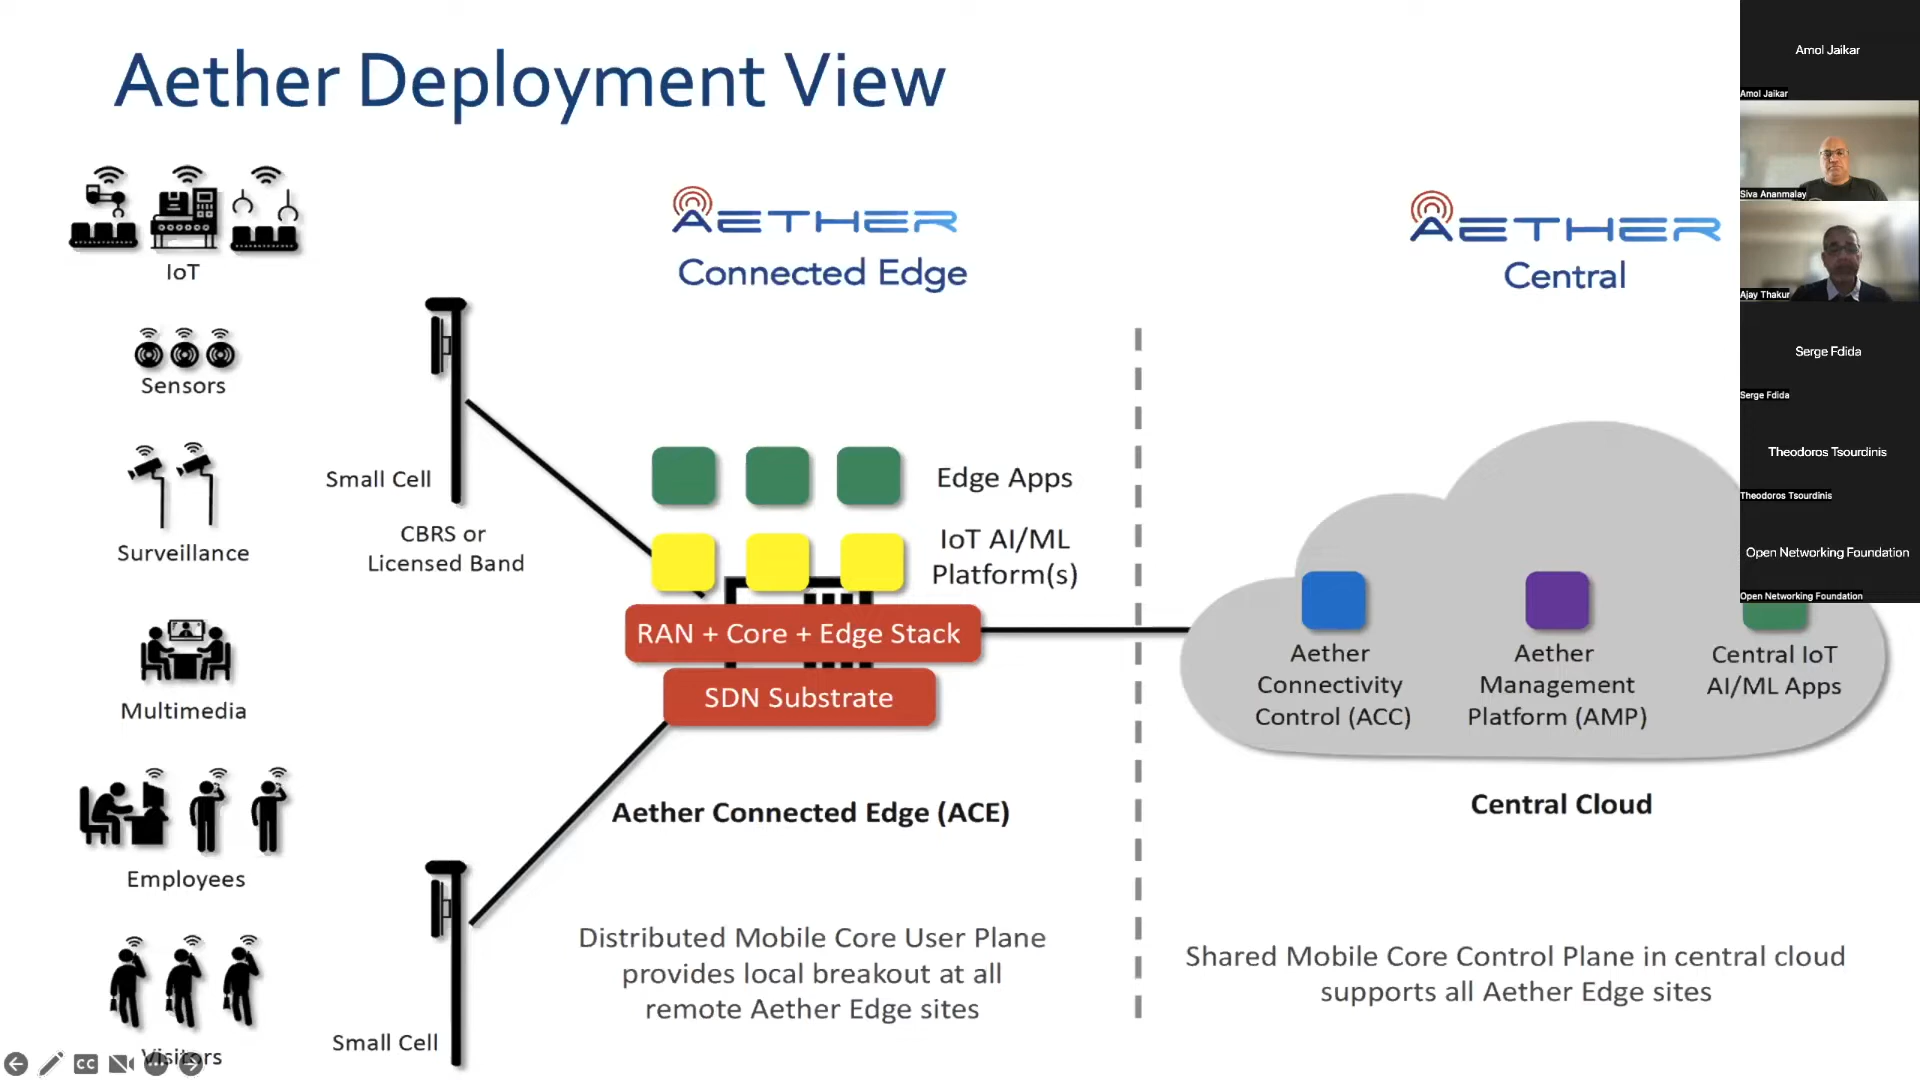 Aether Deployment View
IoT
Sensors
Surveillance
Multimedia
Employees
Visitors
Small Cell
CBRS or
Licensed Band
Small Cell
AETHER
Connected Edge
Edge Apps
IoT AI/ML
Platform(s)
RAN + Core + Edge Stack
SDN Substrate
Aether Connected Edge (ACE)
Distributed Mobile Core User Plane
provides local breakout at all
remote Aether Edge sites
AETHER
Central
Aether
Connectivity
Control (ACC)
Aether
Management
Platform (AMP)
Central IoT
AI/ML Apps
Central Cloud
Shared Mobile Core Control Plane in central cloud
supports all Aether Edge sites
Amol Jaikar
Amol Jaikar
Siva Ananmalay
Ajay Thakur
Serge Fdida
Serge Fdida
Theodoros Tsourdinis
Theodoros Tsourdinis
Open Networking Foundation
Open Networking Foundation
CC